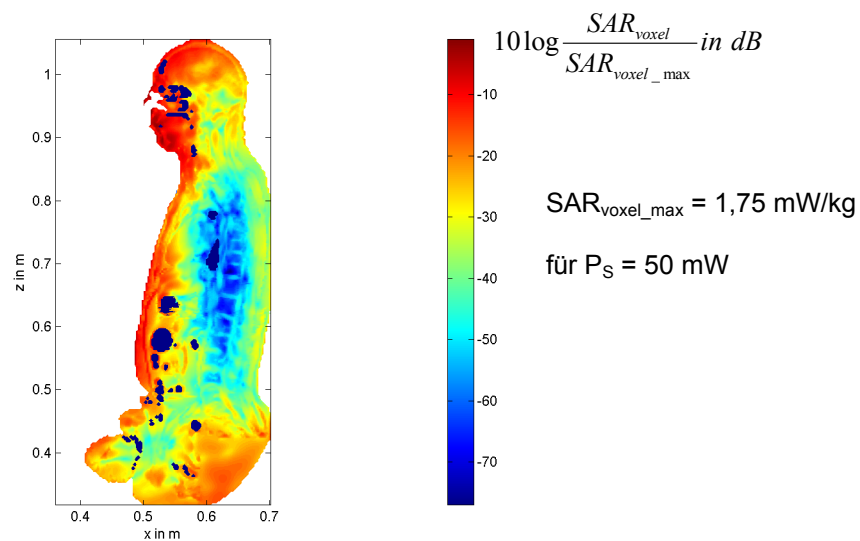 1
0.9
0.8
0.7
0.6
0.5
0.4
z in m
0.4 0.5 0.6 0.7
x in m
-10
-20
-30
-40
-50
-60
-70
10 log SAR_voxel / SAR_voxel_max in dB
SAR_voxel_max = 1,75 mW/kg
für P_S = 50 mW